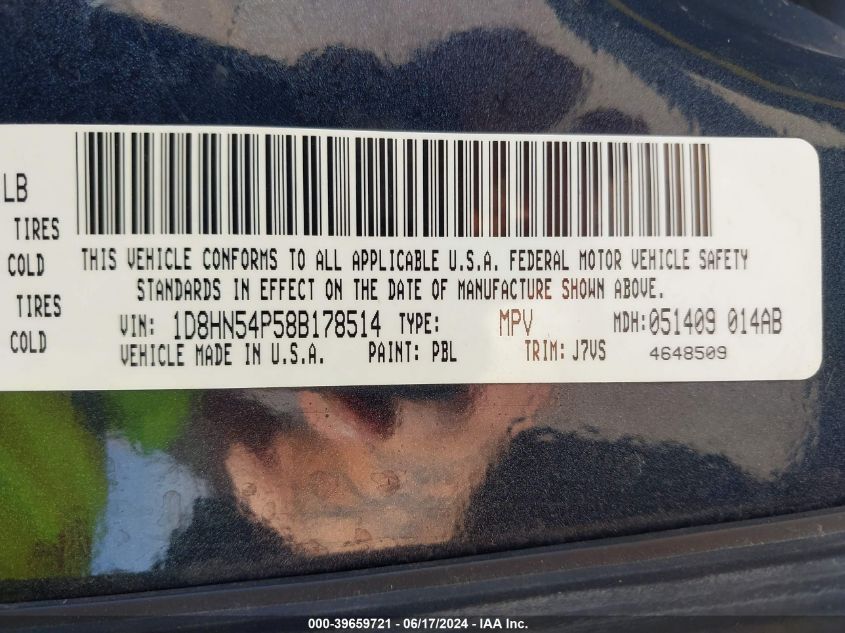 LB
TIRES
COLD
TIRES
COLD
THIS VEHICLE CONFORMS TO ALL APPLICABLE U.S.A. FEDERAL MOTOR VEHICLE SAFETY
STANDARDS IN EFFECT ON THE DATE OF MANUFACTURE SHOWN ABOVE.
VIN: 1D8HN54P58B178514 TYPE: MPV MDH:051409 014AB
VEHICLE MADE IN U.S.A. PAINT: PBL TRIM: J7VS 4648509
000-39659721 / 06/17/2024 - IAA Inc.